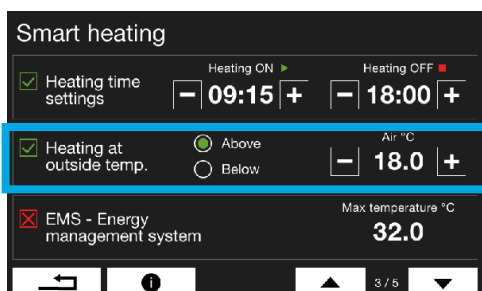 Smart heating
Heating time
settings
Heating ON
− 09:15 +
Heating OFF
− 18:00 +
Heating at
outside temp.
Above
Below
Air °C
− 18.0 +
EMS - Energy
management system
Max temperature °C
32.0
i
3/5